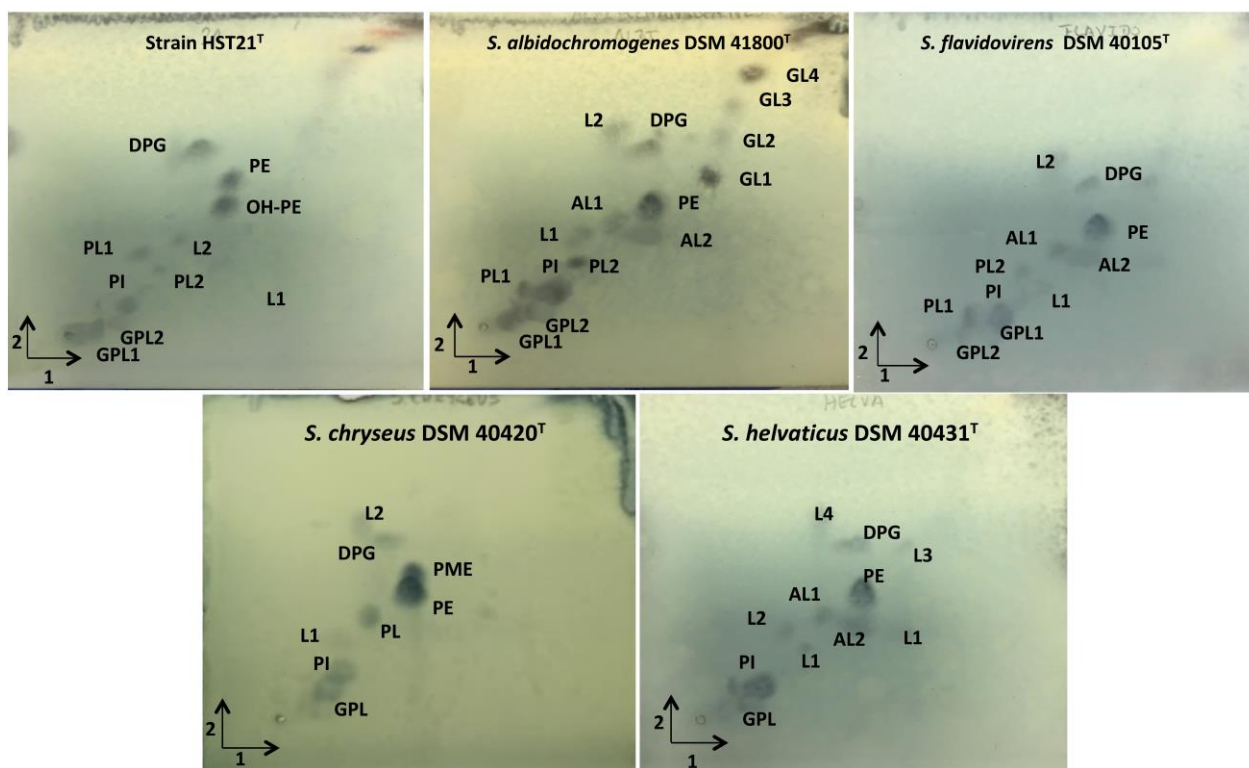 Strain HST21ᵀ
DPG
PE
OH-PE
PL1
L2
PI
PL2
L1
GPL2
GPL1
2
1
S. albidochromogenes DSM 41800ᵀ
GL4
GL3
L2
DPG
GL2
GL1
AL1
PE
L1
AL2
PI
PL2
PL1
GPL2
GPL1
2
1
FLAVIDO
S. flavidovirens DSM 40105ᵀ
L2
DPG
PE
AL1
AL2
PL2
PI
L1
PL1
GPL1
GPL2
2
1
S. chryseus DSM 40420ᵀ
L2
DPG
PME
PE
PL
L1
PI
GPL
2
1
HELVA
S. helvaticus DSM 40431ᵀ
L4
DPG
L3
PE
AL1
L2
AL2
L1
L1
PI
GPL
2
1